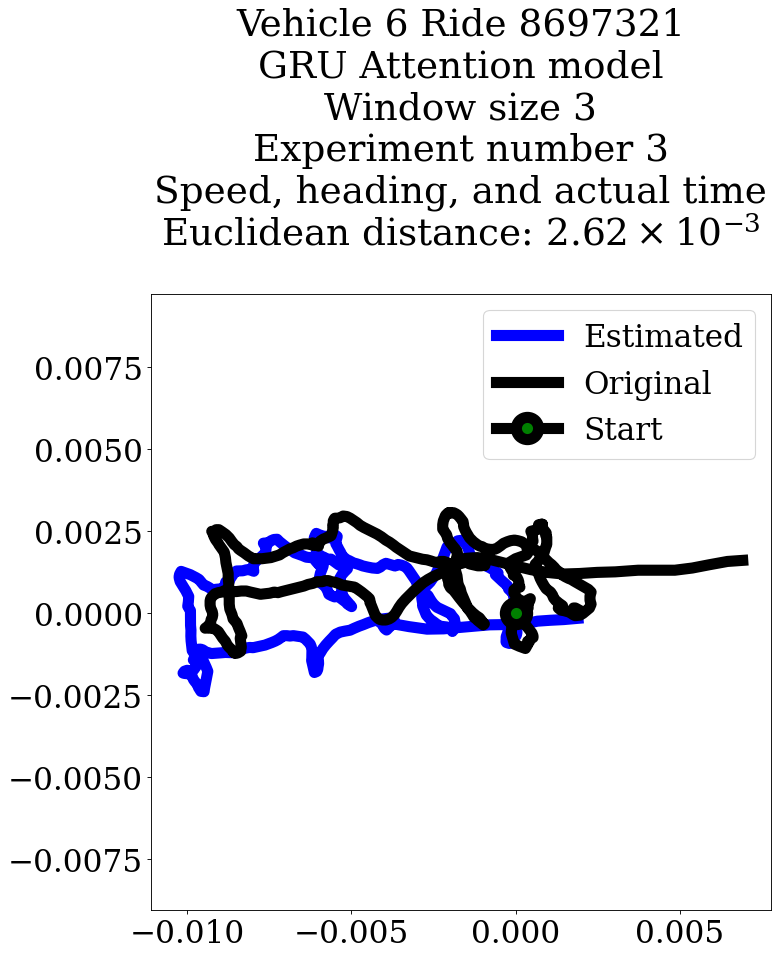 Vehicle 6 Ride 8697321
GRU Attention model
Window size 3
Experiment number 3
Speed, heading, and actual time
Euclidean distance: 2.62 × 10⁻³
Estimated
Original
Start
0.0075
0.0050
0.0025
0.0000
−0.0025
−0.0050
−0.0075
−0.010 −0.005 0.000 0.005